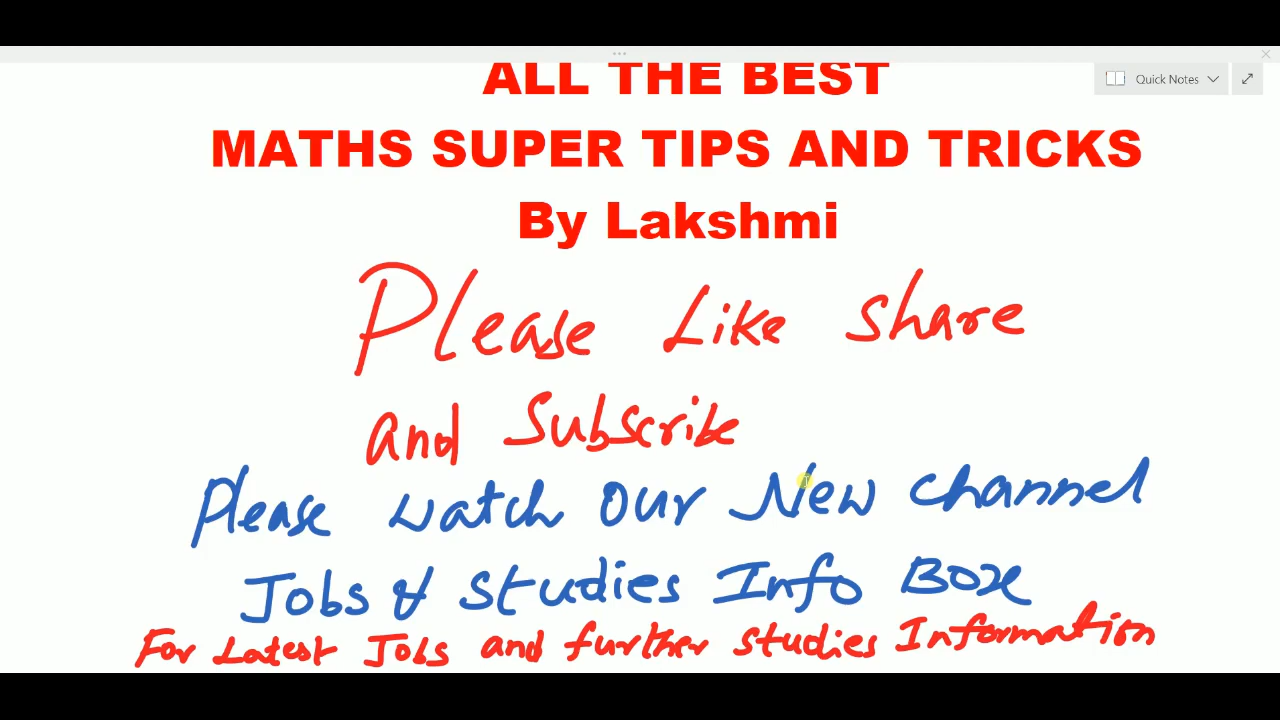 ALL THE BEST
Quick Notes
MATHS SUPER TIPS AND TRICKS
By Lakshmi
Please Like share
and Subscribe
Please watch our New channel
Jobs & Studies Info Box
For Latest Jobs and further studies Information